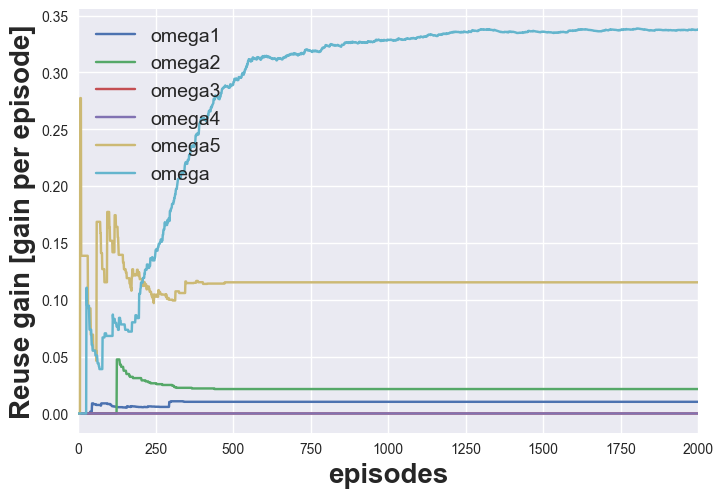 Reuse gain [gain per episode]
0.35
0.30
0.25
0.20
0.15
0.10
0.05
0.00
omega1
omega2
omega3
omega4
omega5
omega
0 250 500 750 1000 1250 1500 1750 2000
episodes